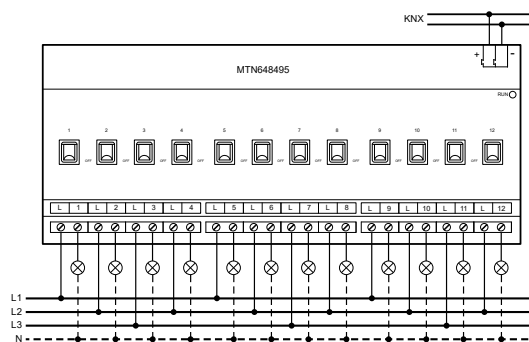 KNX
+ -
MTN648495
RUN
1 2 3 4 5 6 7 8 9 10 11 12
OFF OFF OFF OFF OFF OFF OFF OFF OFF OFF OFF OFF
L 1 L 2 L 3 L 4 L 5 L 6 L 7 L 8 L 9 L 10 L 11 L 12
L1
L2
L3
N